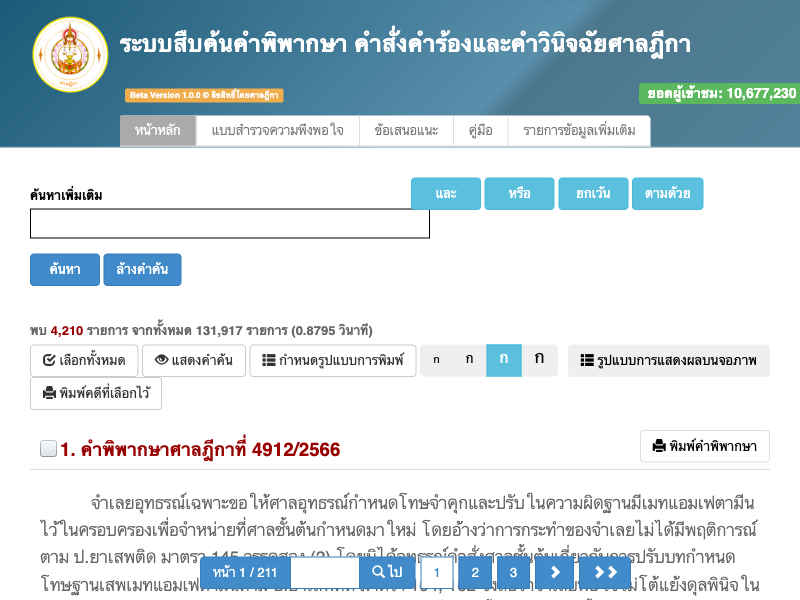 ระบบสืบค้นคำพิพากษา คำสั่งคำร้องและคำวินิจฉัยศาลฎีกา
Beta Version 1.0.0 © ลิขสิทธิ์โดยศาลฎีกา
ยอดผู้เข้าชม: 10,677,230
หน้าหลัก แบบสำรวจความพึงพอใจ ข้อเสนอแนะ คู่มือ รายการข้อมูลเพิ่มเติม
ค้นหาเพิ่มเติม และ หรือ ยกเว้น ตามด้วย
ค้นหา ล้างคำค้น
พบ 4,210 รายการ จากทั้งหมด 131,917 รายการ (0.8795 วินาที)
เลือกทั้งหมด แสดงคำค้น กำหนดรูปแบบการพิมพ์ ก ก ก ก รูปแบบการแสดงผลบนจอภาพ
พิมพ์คดีที่เลือกไว้
1. คำพิพากษาศาลฎีกาที่ 4912/2566 พิมพ์คำพิพากษา
จำเลยอุทธรณ์เฉพาะขอให้ศาลอุทธรณ์กำหนดโทษจำคุกและปรับในความผิดฐานมีเมทแอมเฟตามีน
ไว้ในครอบครองเพื่อจำหน่ายที่ศาลชั้นต้นกำหนดมาใหม่ โดยอ้างว่าการกระทำของจำเลยไม่ได้มีพฤติการณ์
ตาม ป.ยาเสพติด มาตรา 145 วรรคสอง (2) โดยมิได้อุทธรณ์คำสั่งศาลชั้นต้นเกี่ยวกับการปรับบทกำหนด
หน้า 1 / 211 ไป 1 2 3
โทษฐานเสพเมทแอมเฟตามีน โต้แย้งดุลพินิจใน